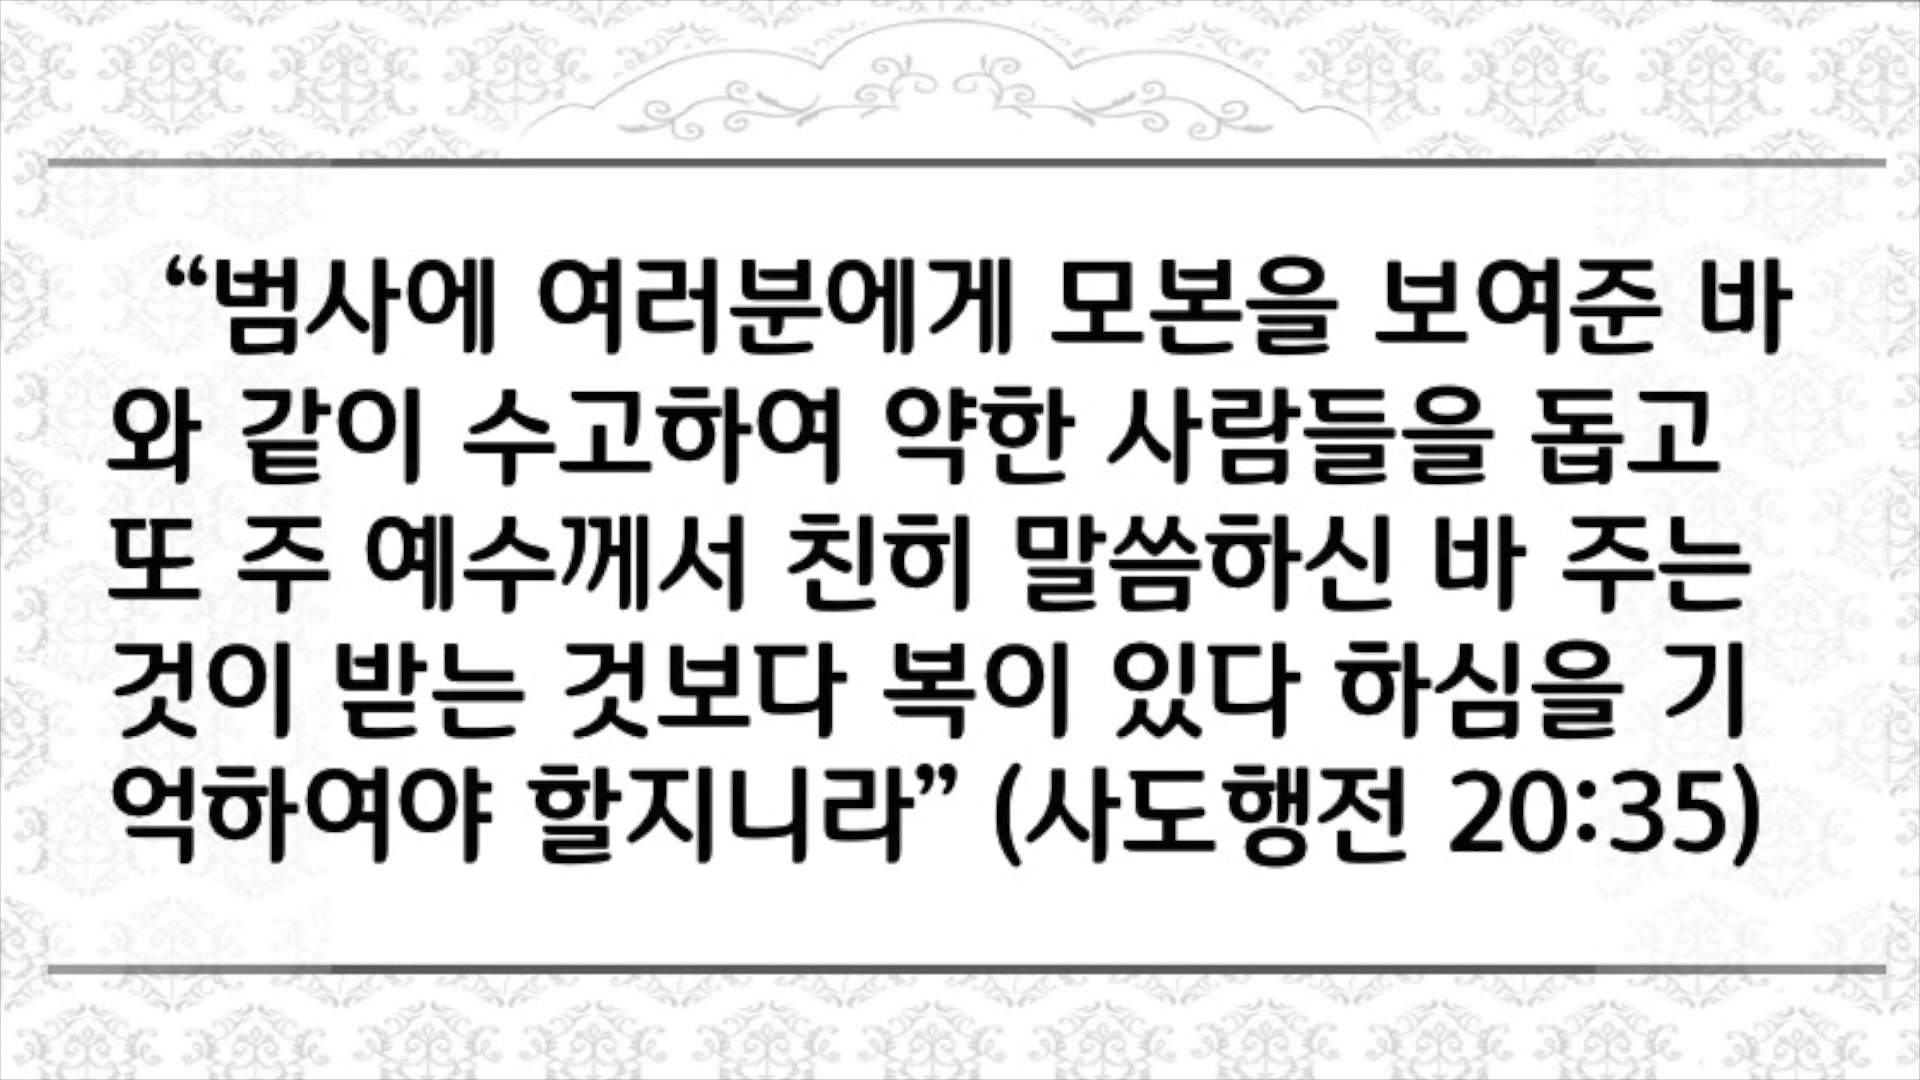 “범사에 여러분에게 모본을 보여준 바
와 같이 수고하여 약한 사람들을 돕고
또 주 예수께서 친히 말씀하신 바 주는
것이 받는 것보다 복이 있다 하심을 기
억하여야 할지니라” (사도행전 20:35)